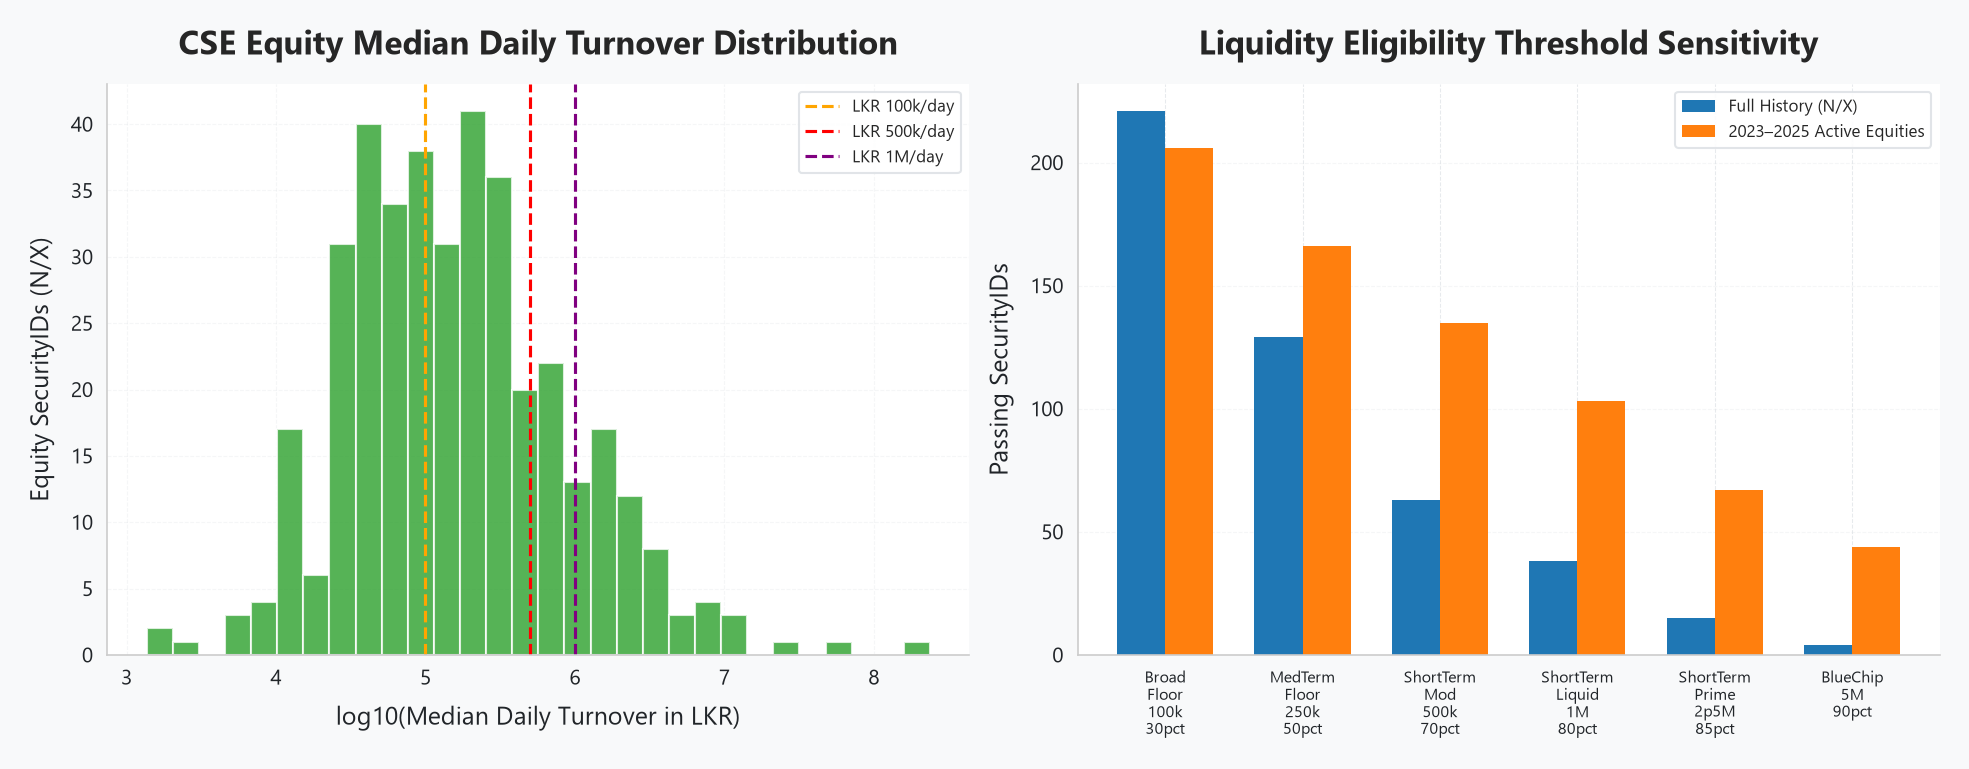 CSE Equity Median Daily Turnover Distribution
Equity SecurityIDs (N/X)
40
35
30
25
20
15
10
5
0
3 4 5 6 7 8
log10(Median Daily Turnover in LKR)
LKR 100k/day
LKR 500k/day
LKR 1M/day
Liquidity Eligibility Threshold Sensitivity
Passing SecurityIDs
200
150
100
50
0
Full History (N/X)
2023–2025 Active Equities
Broad
Floor
100k
30pct
MedTerm
Floor
250k
50pct
ShortTerm
Mod
500k
70pct
ShortTerm
Liquid
1M
80pct
ShortTerm
Prime
2p5M
85pct
BlueChip
5M
90pct